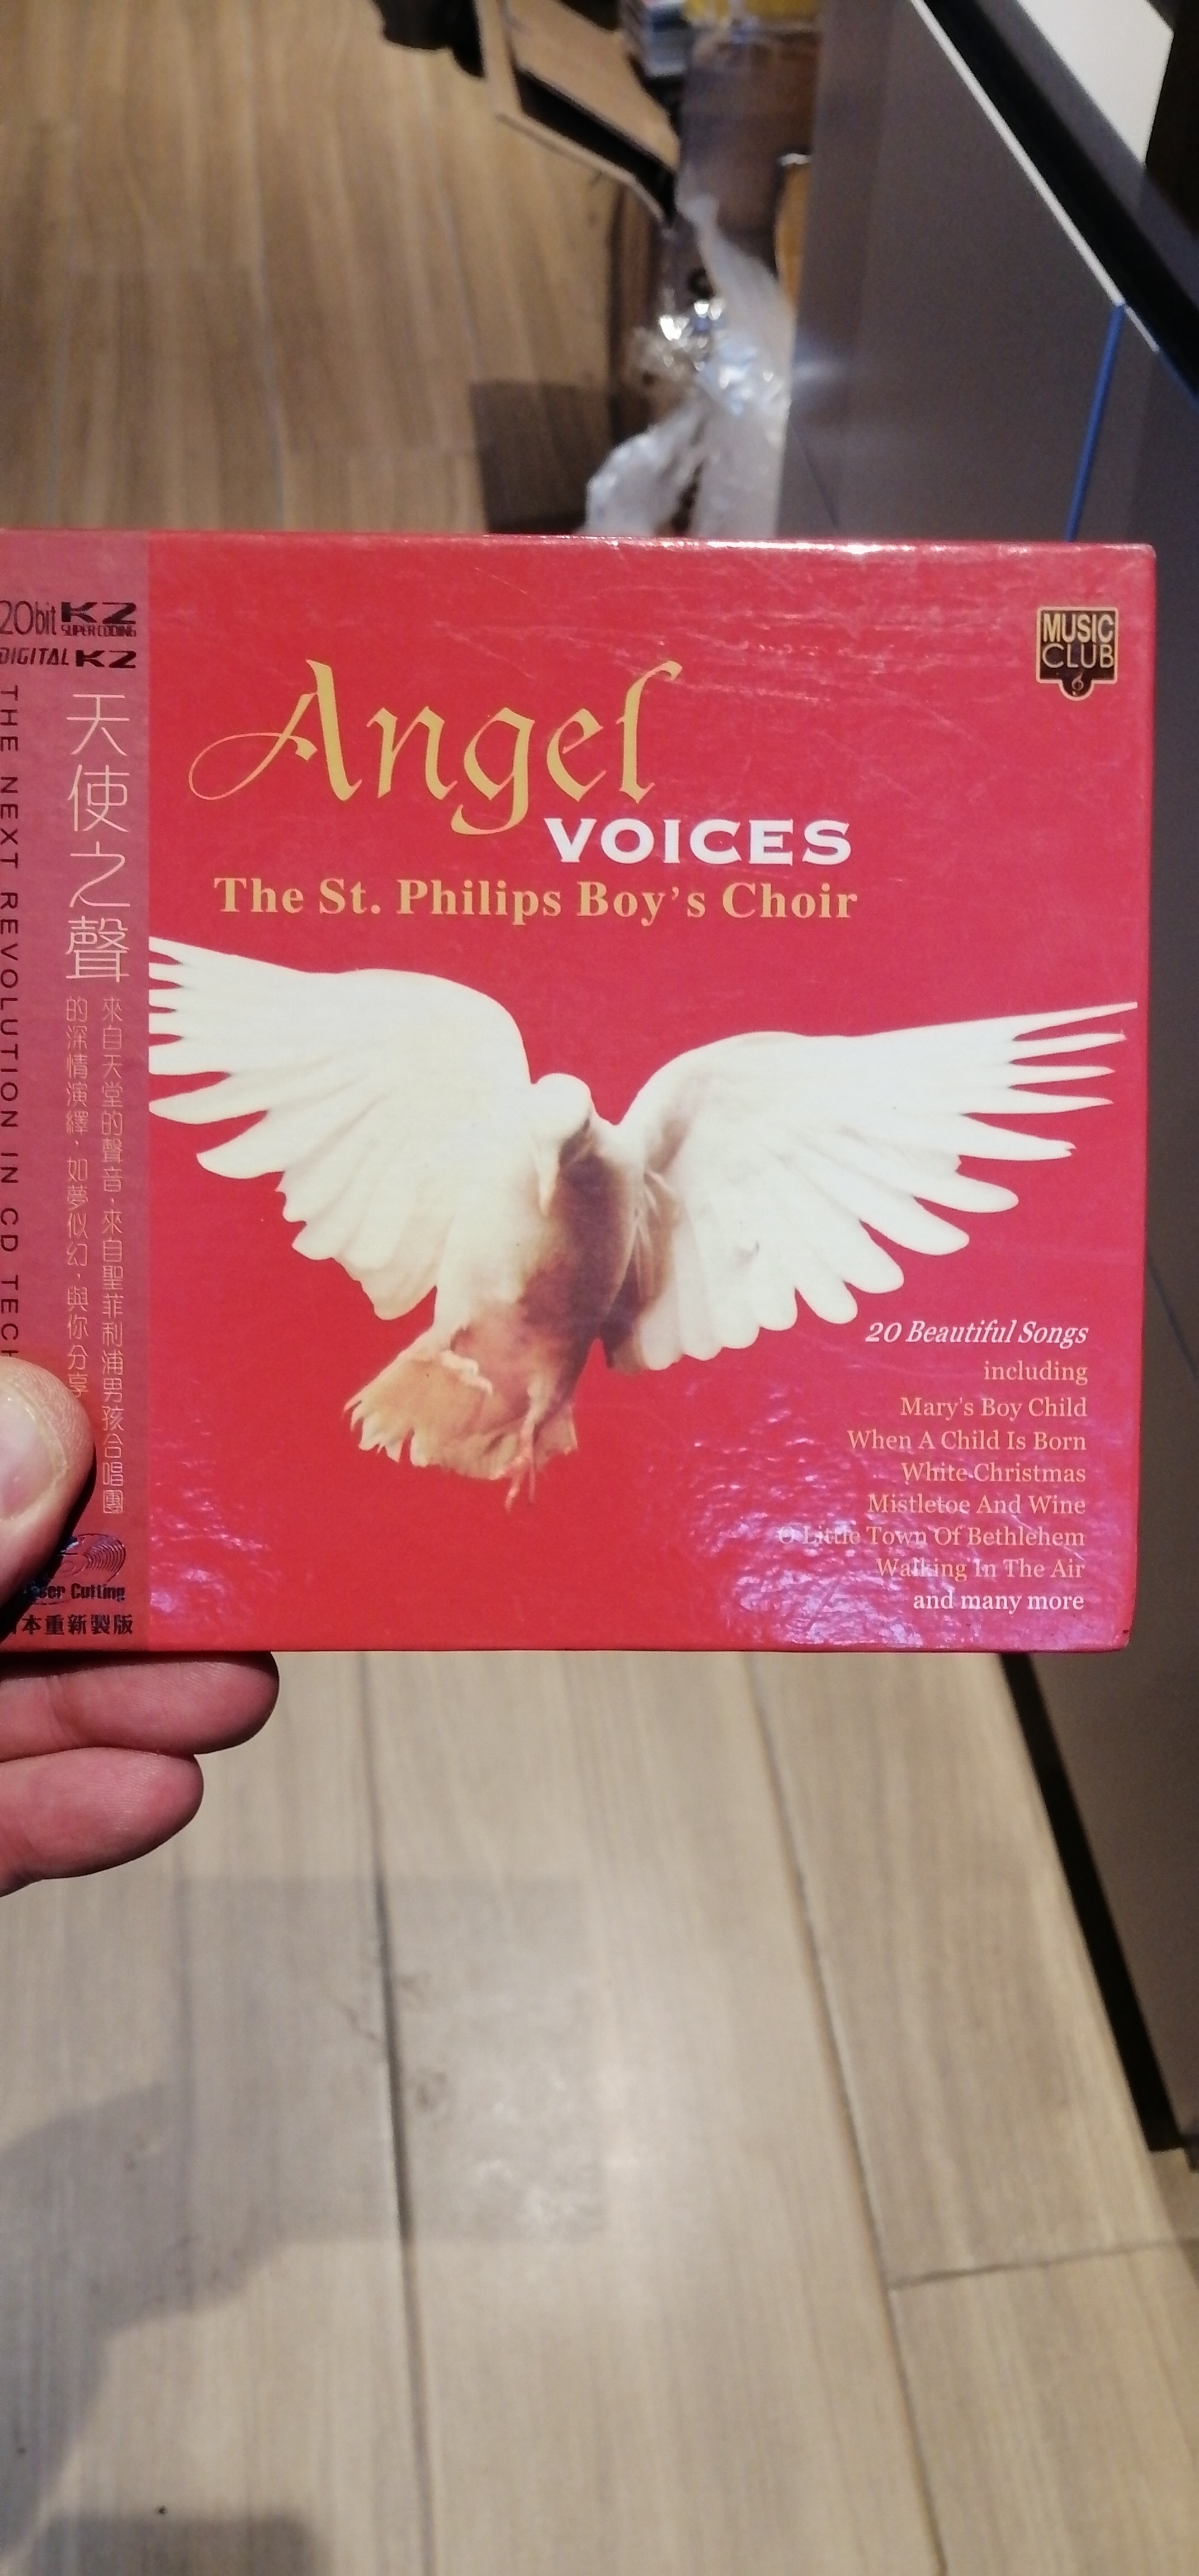 20bit K2
SUPER CODING
DIGITAL K2
THE NEXT REVOLUTION IN CD
天使之聲
來自天堂的聲音，來自聖菲利浦男孩合唱團
的深情演繹，如夢似幻，與你分享
Cutting
本重新製版
MUSIC
CLUB
Angel
VOICES
The St. Philips Boy's Choir
20 Beautiful Songs
including
Mary's Boy Child
When A Child Is Born
White Christmas
Mistletoe And Wine
O Little Town Of Bethlehem
Walking In The Air
and many more